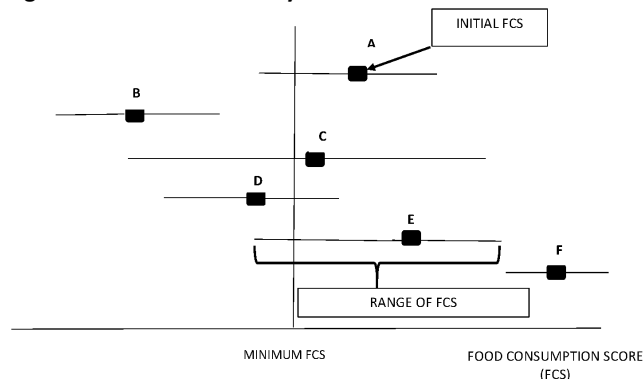 INITIAL FCS
A
B
C
D
E
F
RANGE OF FCS
MINIMUM FCS
FOOD CONSUMPTION SCORE
(FCS)